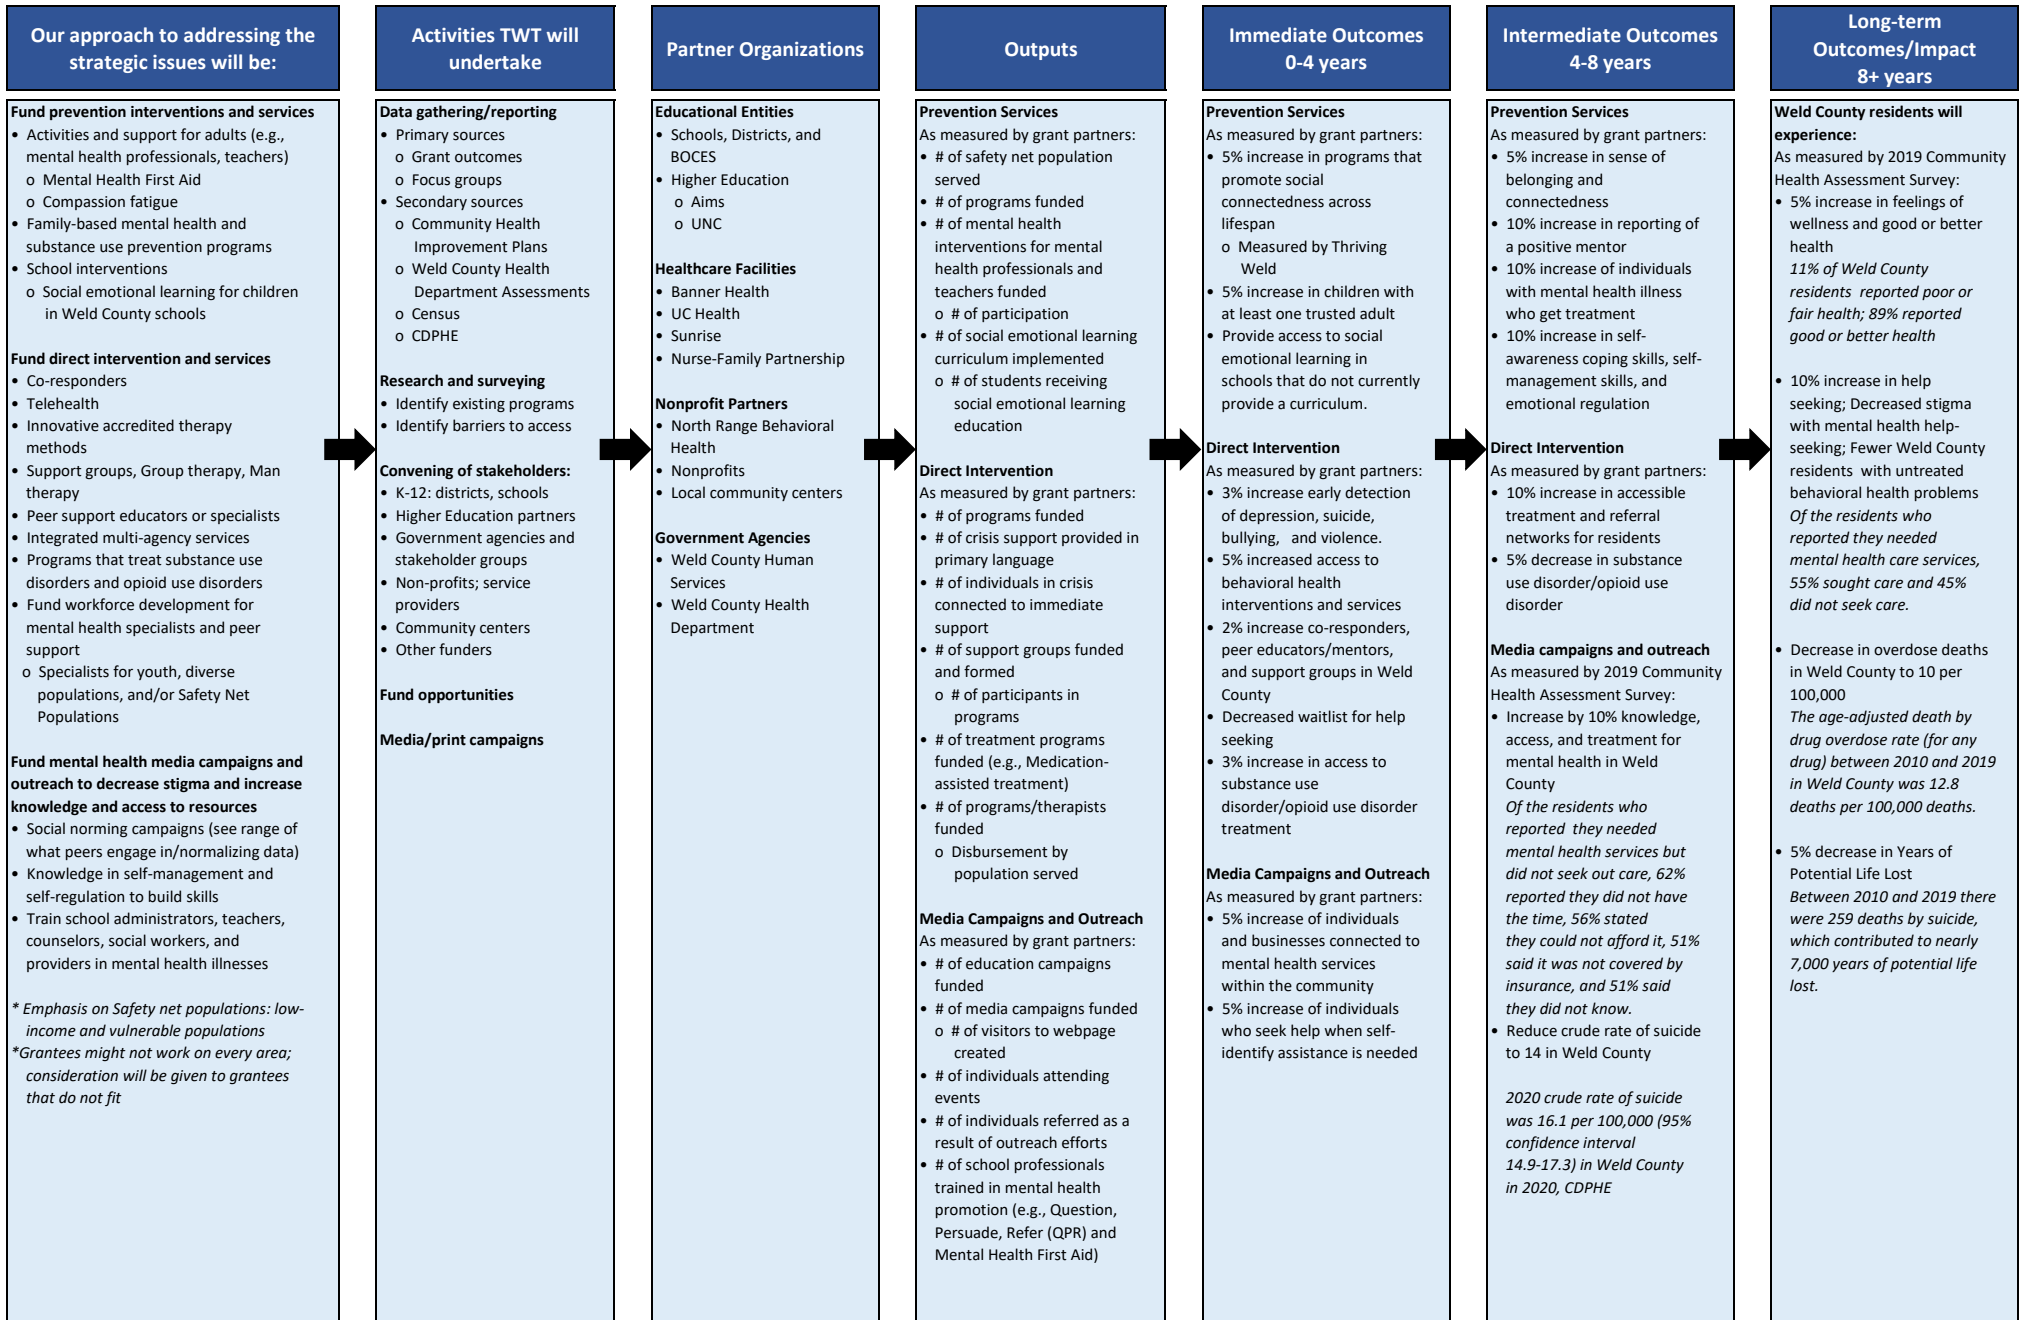 Our approach to addressing the
strategic issues will be:
Fund prevention interventions and services
• Activities and support for adults (e.g.,
mental health professionals, teachers)
o Mental Health First Aid
o Compassion fatigue
• Family-based mental health and
substance use prevention programs
• School interventions
o Social emotional learning for children
in Weld County schools
Fund direct intervention and services
• Co-responders
• Telehealth
• Innovative accredited therapy
methods
• Support groups, Group therapy, Man
therapy
• Peer support educators or specialists
• Integrated multi-agency services
• Programs that treat substance use
disorders and opioid use disorders
• Fund workforce development for
mental health specialists and peer
support
o Specialists for youth, diverse
populations, and/or Safety Net
Populations
Fund mental health media campaigns and
outreach to decrease stigma and increase
knowledge and access to resources
• Social norming campaigns (see range of
what peers engage in/normalizing data)
• Knowledge in self-management and
self-regulation to build skills
• Train school administrators, teachers,
counselors, social workers, and
providers in mental health illnesses
* Emphasis on Safety net populations: low-
income and vulnerable populations
*Grantees might not work on every area;
consideration will be given to grantees
that do not fit
Activities TWT will
undertake
Data gathering/reporting
• Primary sources
o Grant outcomes
o Focus groups
• Secondary sources
o Community Health
Improvement Plans
o Weld County Health
Department Assessments
o Census
o CDPHE
Research and surveying
• Identify existing programs
• Identify barriers to access
Convening of stakeholders:
• K-12: districts, schools
• Higher Education partners
• Government agencies and
stakeholder groups
• Non-profits; service
providers
• Community centers
• Other funders
Fund opportunities
Media/print campaigns
Partner Organizations
Educational Entities
• Schools, Districts, and
BOCES
• Higher Education
o Aims
o UNC
Healthcare Facilities
• Banner Health
• UC Health
• Sunrise
• Nurse-Family Partnership
Nonprofit Partners
• North Range Behavioral
Health
• Nonprofits
• Local community centers
Government Agencies
• Weld County Human
Services
• Weld County Health
Department
Outputs
Prevention Services
As measured by grant partners:
• # of safety net population
served
• # of programs funded
• # of mental health
interventions for mental
health professionals and
teachers funded
o # of participation
• # of social emotional learning
curriculum implemented
o # of students receiving
social emotional learning
education
Direct Intervention
As measured by grant partners:
• # of programs funded
• # of crisis support provided in
primary language
• # of individuals in crisis
connected to immediate
support
• # of support groups funded
and formed
o # of participants in
programs
• # of treatment programs
funded (e.g., Medication-
assisted treatment)
• # of programs/therapists
funded
o Disbursement by
population served
Media Campaigns and Outreach
As measured by grant partners:
• # of education campaigns
funded
• # of media campaigns funded
o # of visitors to webpage
created
• # of individuals attending
events
• # of individuals referred as a
result of outreach efforts
• # of school professionals
trained in mental health
promotion (e.g., Question,
Persuade, Refer (QPR) and
Mental Health First Aid)
Immediate Outcomes
0-4 years
Prevention Services
As measured by grant partners:
• 5% increase in programs that
promote social
connectedness across
lifespan
o Measured by Thriving
Weld
• 5% increase in children with
at least one trusted adult
• Provide access to social
emotional learning in
schools that do not currently
provide a curriculum.
Direct Intervention
As measured by grant partners:
• 3% increase early detection
of depression, suicide,
bullying, and violence.
• 5% increased access to
behavioral health
interventions and services
• 2% increase co-responders,
peer educators/mentors,
and support groups in Weld
County
• Decreased waitlist for help
seeking
• 3% increase in access to
substance use
disorder/opioid use disorder
treatment
Media Campaigns and Outreach
As measured by grant partners:
• 5% increase of individuals
and businesses connected to
mental health services
within the community
• 5% increase of individuals
who seek help when self-
identify assistance is needed
Intermediate Outcomes
4-8 years
Prevention Services
As measured by grant partners:
• 5% increase in sense of
belonging and
connectedness
• 10% increase in reporting of
a positive mentor
• 10% increase of individuals
with mental health illness
who get treatment
• 10% increase in self-
awareness coping skills, self-
management skills, and
emotional regulation
Direct Intervention
As measured by grant partners:
• 10% increase in accessible
treatment and referral
networks for residents
• 5% decrease in substance
use disorder/opioid use
disorder
Media campaigns and outreach
As measured by 2019 Community
Health Assessment Survey:
• Increase by 10% knowledge,
access, and treatment for
mental health in Weld
County
Of the residents who
reported they needed
mental health services but
did not seek out care, 62%
reported they did not have
the time, 56% stated
they could not afford it, 51%
said it was not covered by
insurance, and 51% said
they did not know.
• Reduce crude rate of suicide
to 14 in Weld County
2020 crude rate of suicide
was 16.1 per 100,000 (95%
confidence interval
14.9-17.3) in Weld County
in 2020, CDPHE
Long-term
Outcomes/Impact
8+ years
Weld County residents will
experience:
As measured by 2019 Community
Health Assessment Survey:
• 5% increase in feelings of
wellness and good or better
health
11% of Weld County
residents reported poor or
fair health; 89% reported
good or better health
• 10% increase in help
seeking; Decreased stigma
with mental health help-
seeking; Fewer Weld County
residents with untreated
behavioral health problems
Of the residents who
reported they needed
mental health care services,
55% sought care and 45%
did not seek care.
• Decrease in overdose deaths
in Weld County to 10 per
100,000
The age-adjusted death by
drug overdose rate (for any
drug) between 2010 and 2019
in Weld County was 12.8
deaths per 100,000 deaths.
• 5% decrease in Years of
Potential Life Lost
Between 2010 and 2019 there
were 259 deaths by suicide,
which contributed to nearly
7,000 years of potential life
lost.